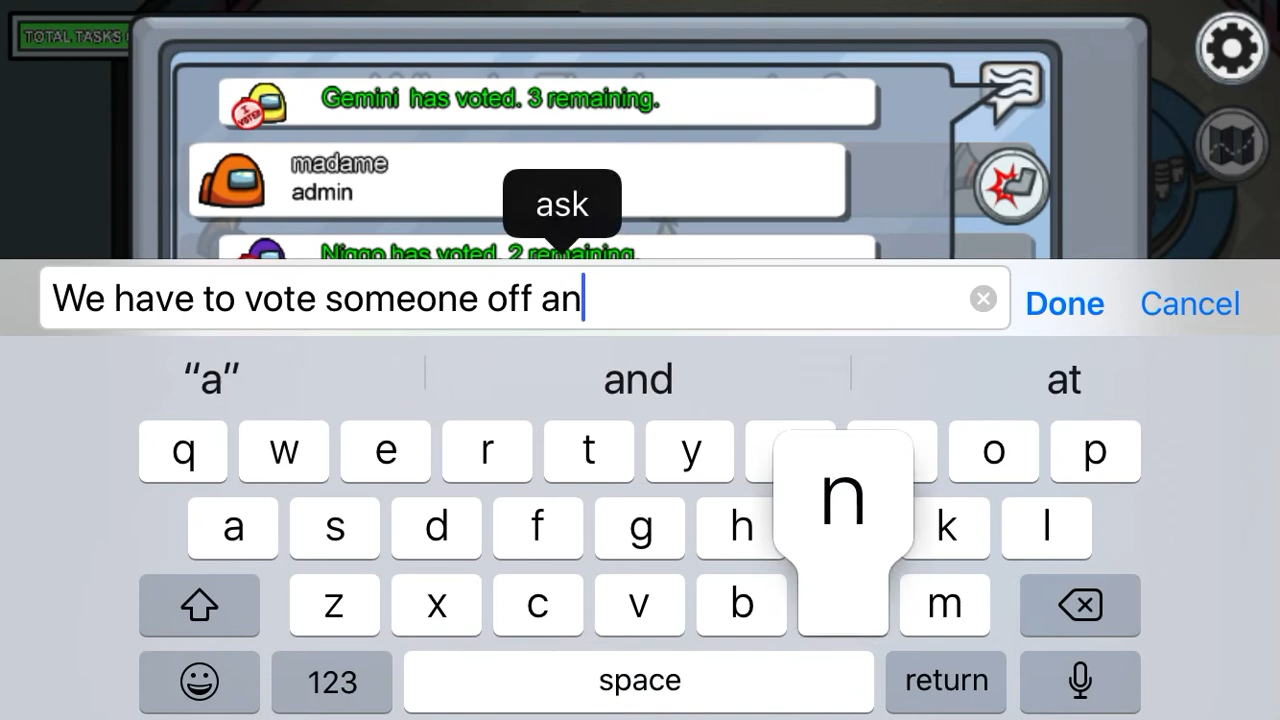 TOTAL TASKS
Gemini has voted. 3 remaining.
I VOTED
madame
admin
ask
Niggo has voted. 2 remaining.
We have to vote someone off an
Done
Cancel
"a"
and
at
q w e r t y o p
a s d f g h k l
n
z x c v b m
123
space
return